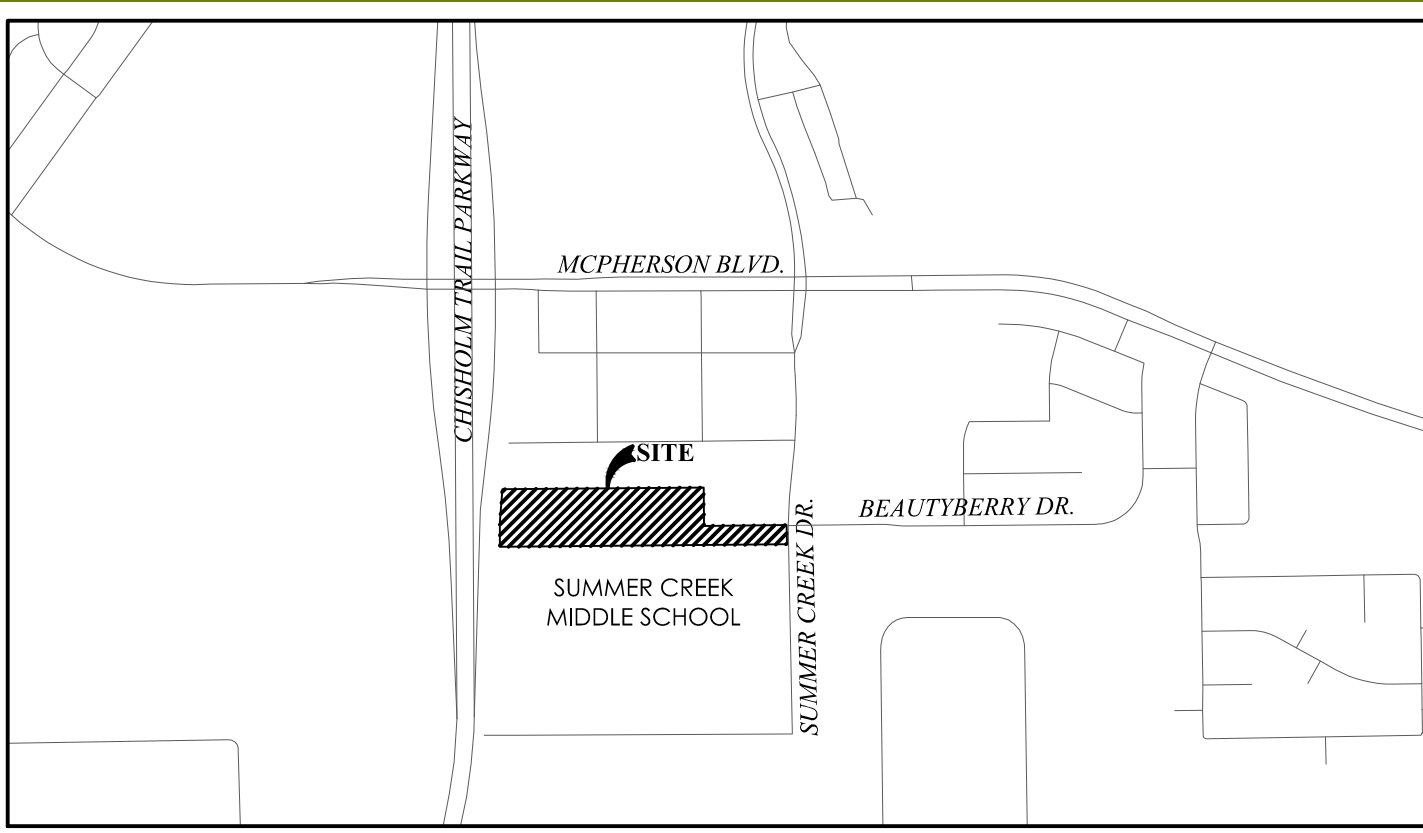 CHISHOLM TRAIL PARKWAY
MCPHERSON BLVD.
SITE
BEAUTYBERRY DR.
SUMMER CREEK DR.
SUMMER CREEK
MIDDLE SCHOOL